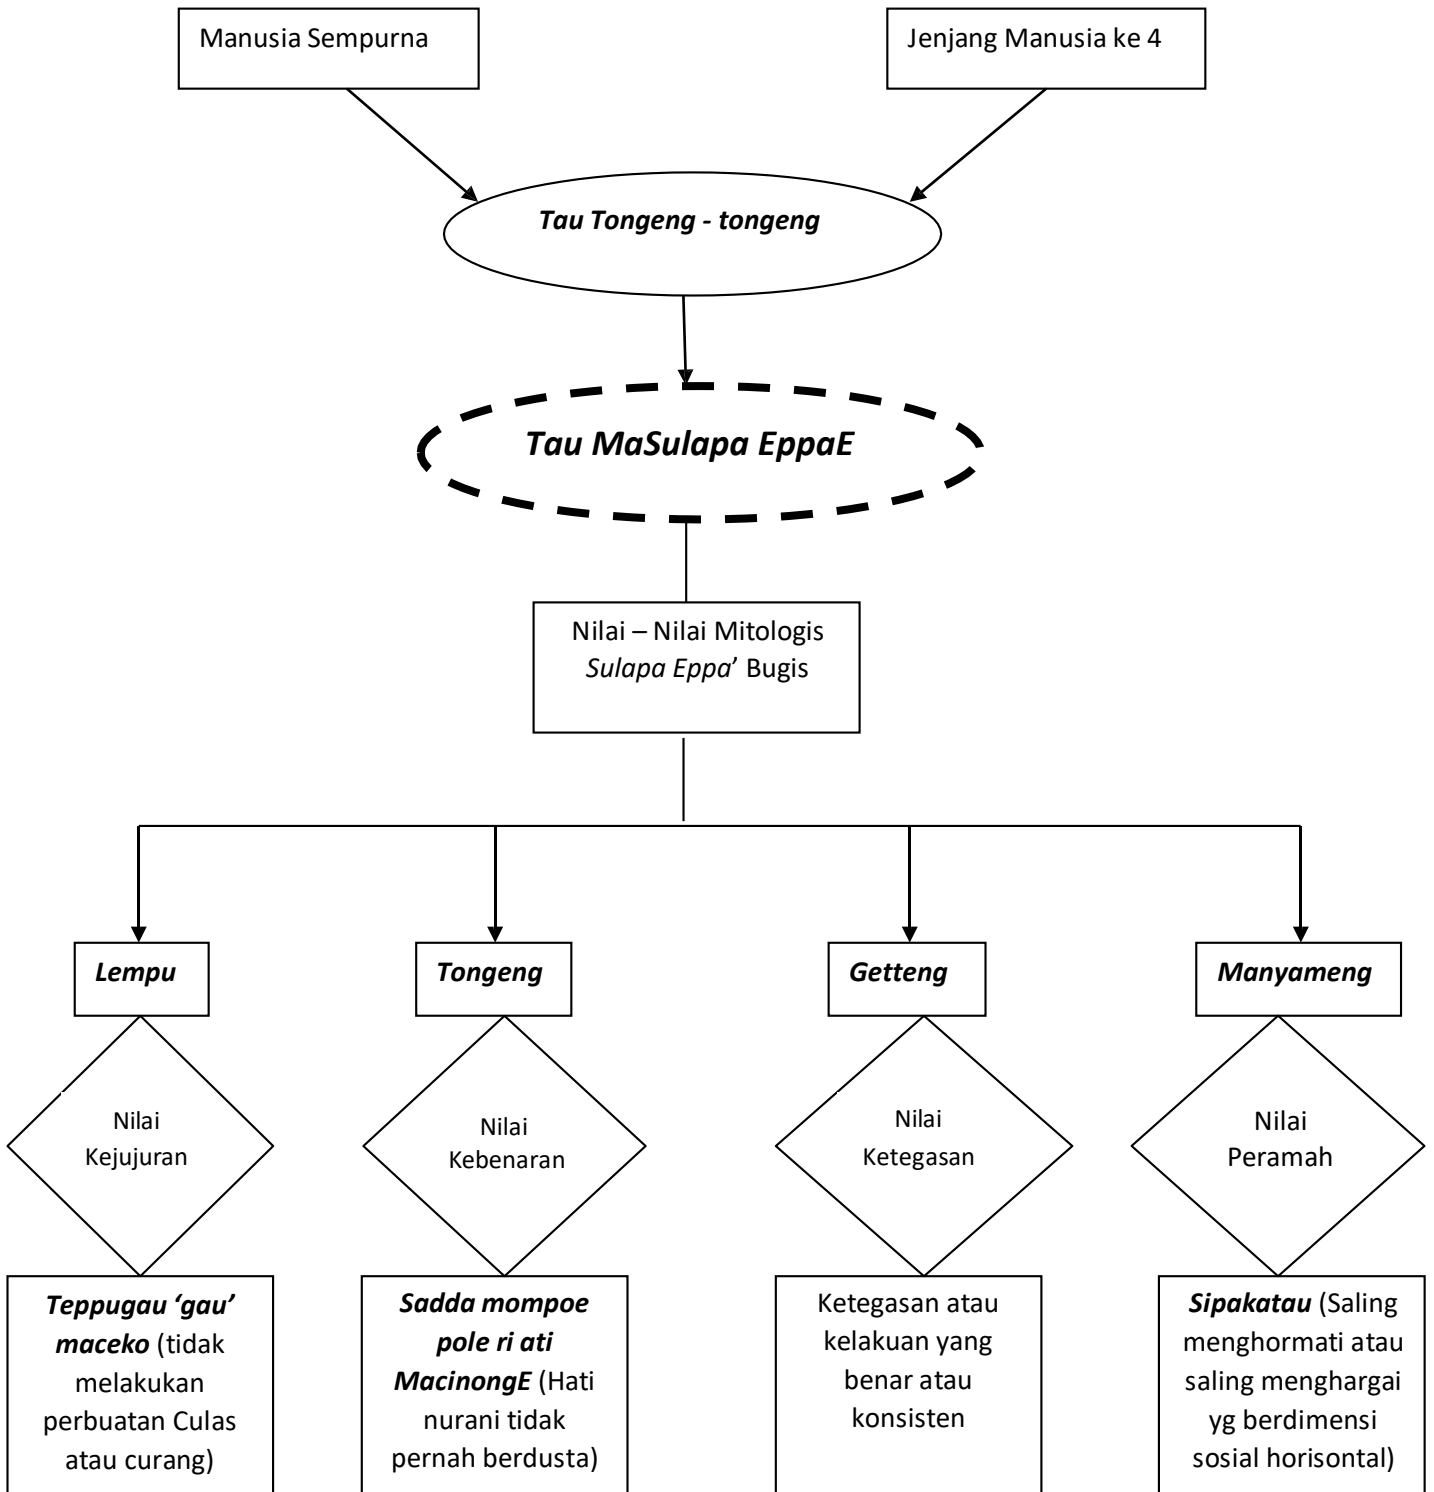 Manusia Sempurna
Jenjang Manusia ke 4
Tau Tongeng - tongeng
Tau MaSulapa EppaE
Nilai – Nilai Mitologis
Sulapa Eppa’ Bugis
Lempu
Tongeng
Getteng
Manyameng
Nilai
Kejujuran
Nilai
Kebenaran
Nilai
Ketegasan
Nilai
Peramah
Teppugau ‘gau’
maceko (tidak
melakukan
perbuatan Culas
atau curang)
Sadda mompoe
pole ri ati
MacinongE (Hati
nurani tidak
pernah berdusta)
Ketegasan atau
kelakuan yang
benar atau
konsisten
Sipakatau (Saling
menghormati atau
saling menghargai
yg berdimensi
sosial horisontal)